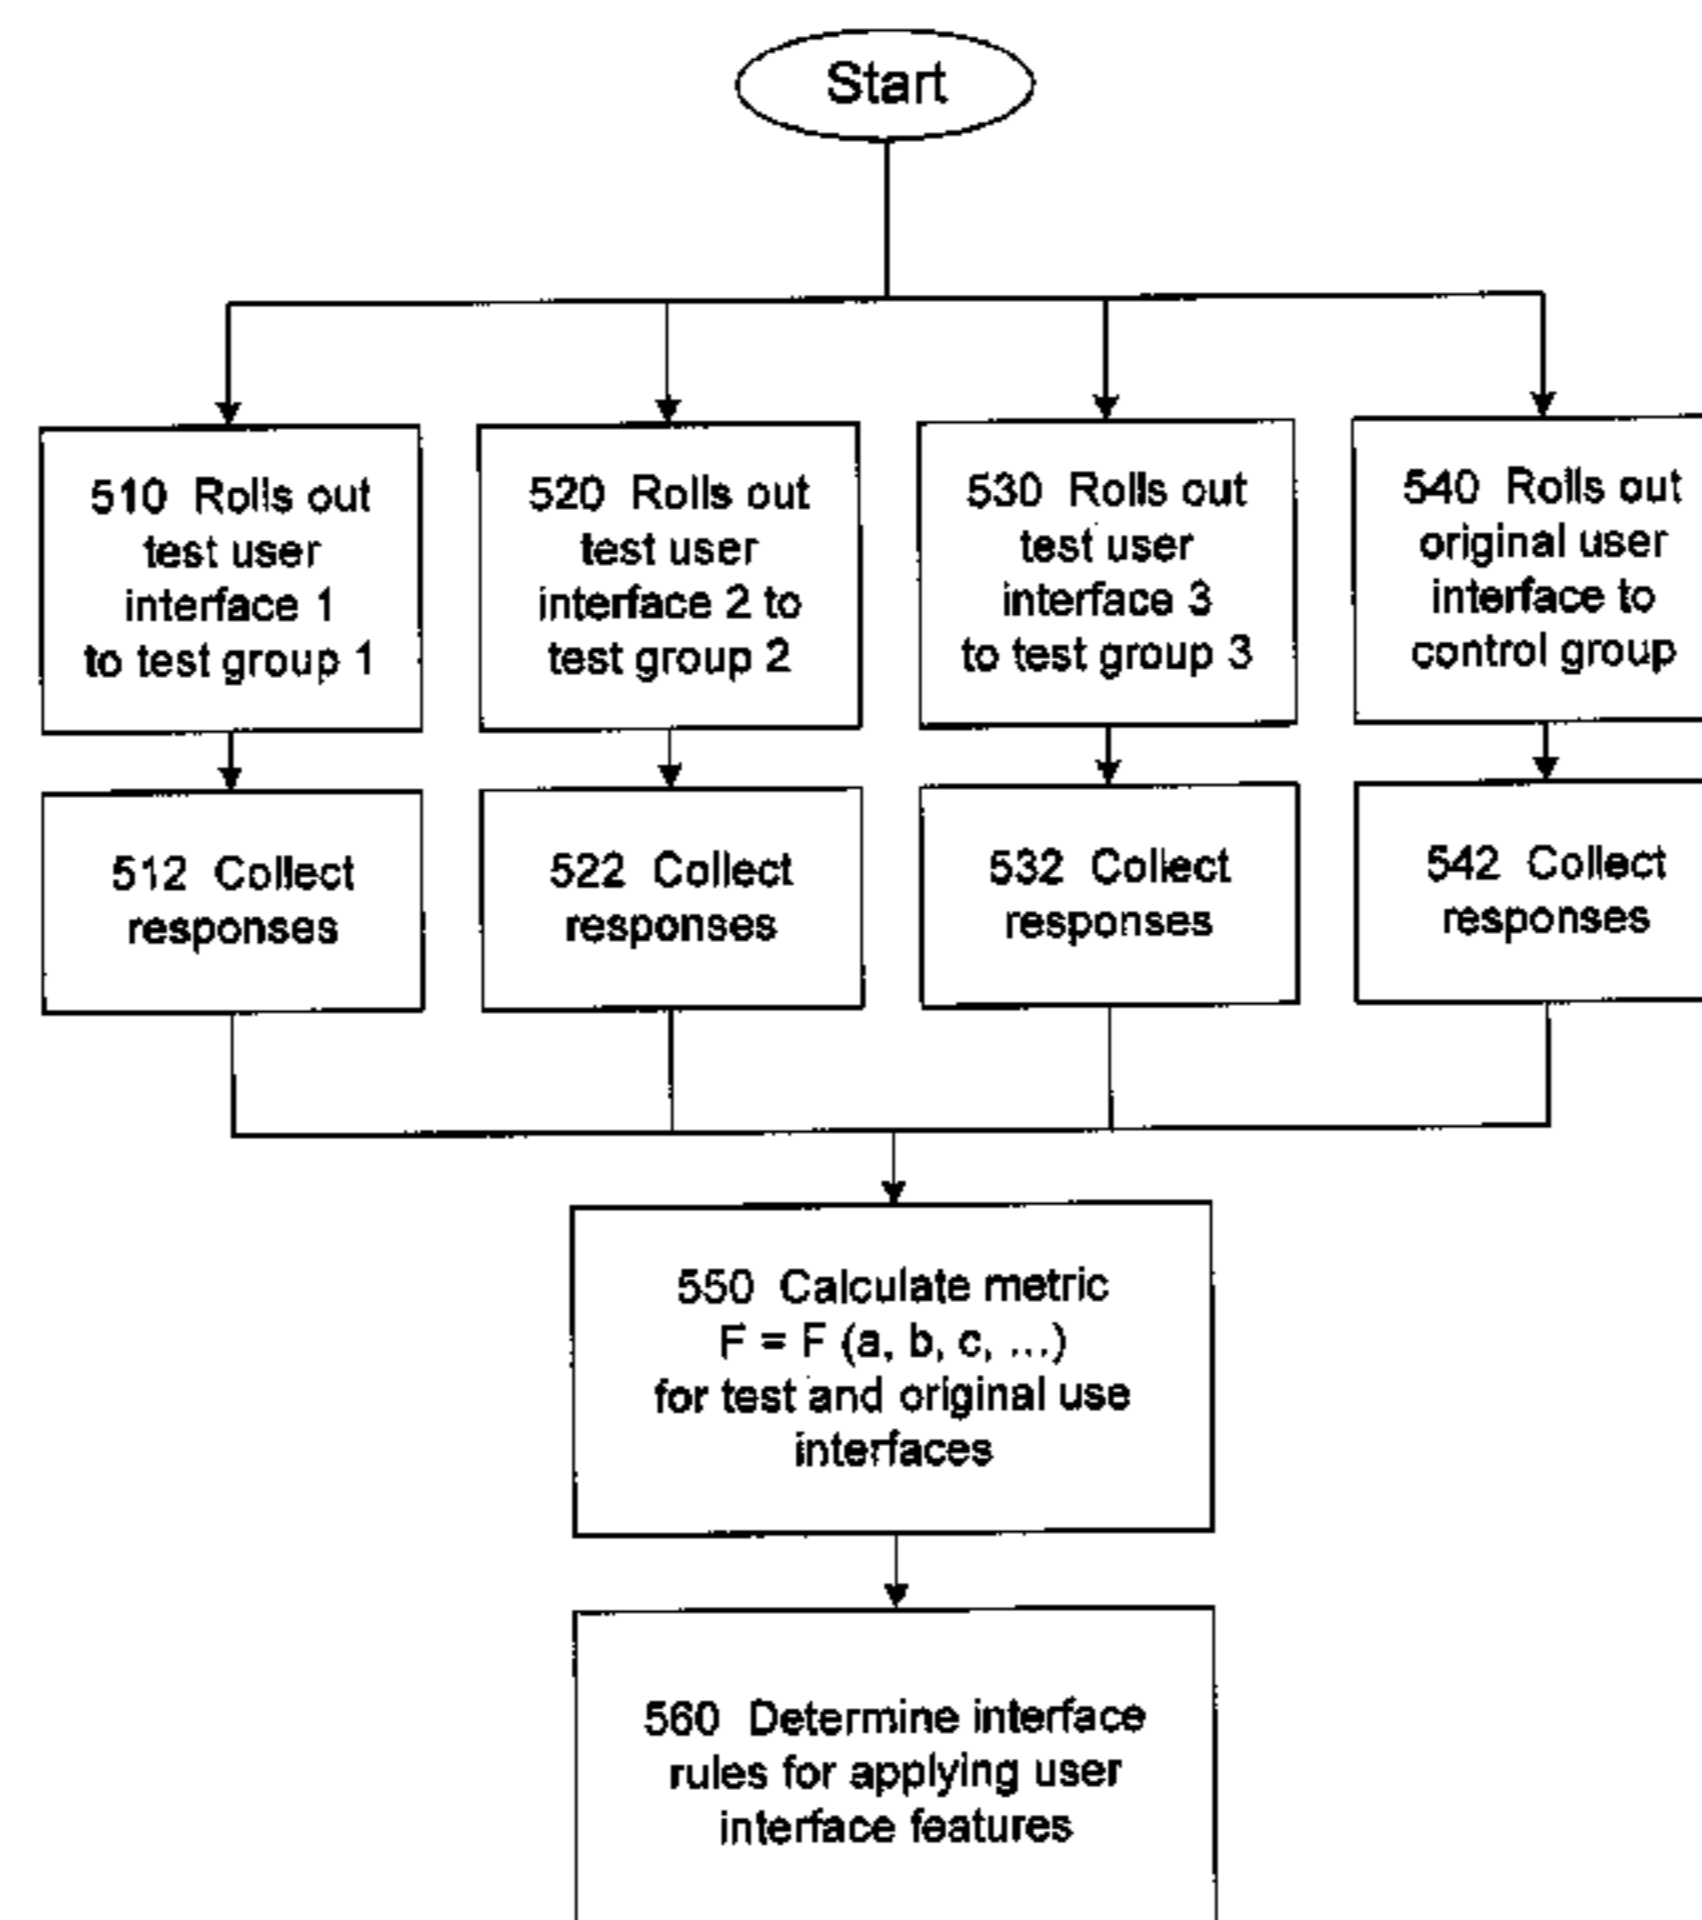 Start
510 Rolls out
test user
interface 1
to test group 1
520 Rolls out
test user
interface 2 to
test group 2
530 Rolls out
test user
interface 3
to test group 3
540 Rolls out
original user
interface to
control group
512 Collect
responses
522 Collect
responses
532 Collect
responses
542 Collect
responses
550 Calculate metric
F = F (a, b, c, ...)
for test and original use
interfaces
560 Determine interface
rules for applying user
interface features